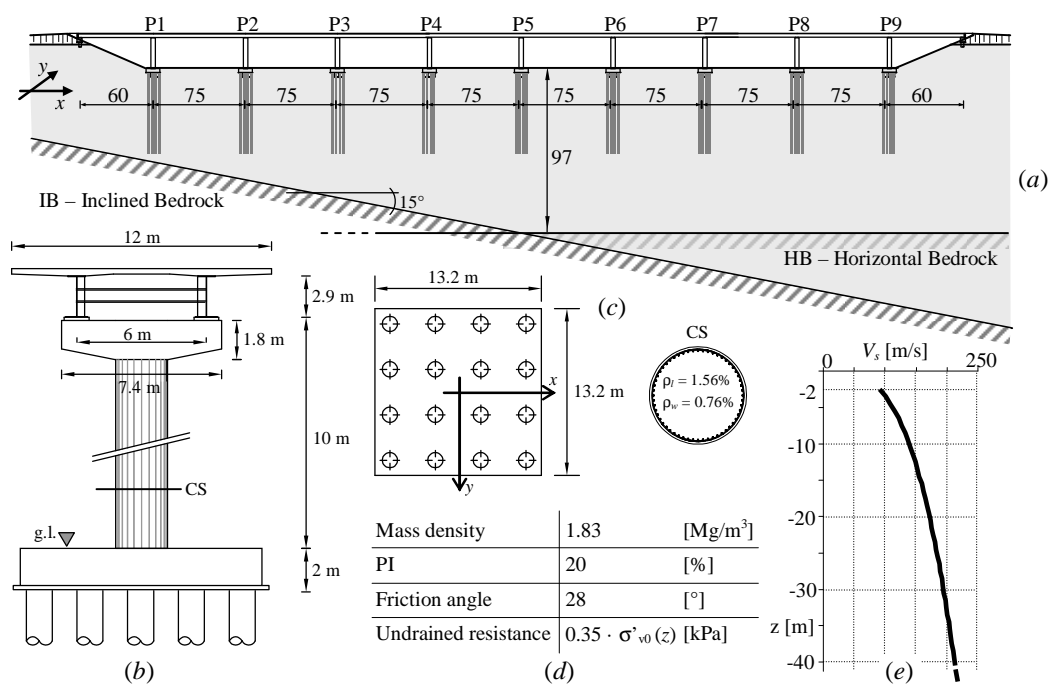 P1 P2 P3 P4 P5 P6 P7 P8 P9
y
x
60 75 75 75 75 75 75 75 75 60
97
(a)
IB – Inclined Bedrock
15°
HB – Horizontal Bedrock
12 m
2.9 m
6 m
1.8 m
7.4 m
10 m
CS
g.l.
2 m
(b)
13.2 m
(c)
x
13.2 m
y
CS
ρl = 1.56%
ρw = 0.76%
Mass density 1.83 [Mg/m³]
PI 20 [%]
Friction angle 28 [°]
Undrained resistance 0.35 · σ'v0 (z) [kPa]
(d)
0 Vs [m/s] 250
-2
-10
-20
-30
z [m]
-40
(e)